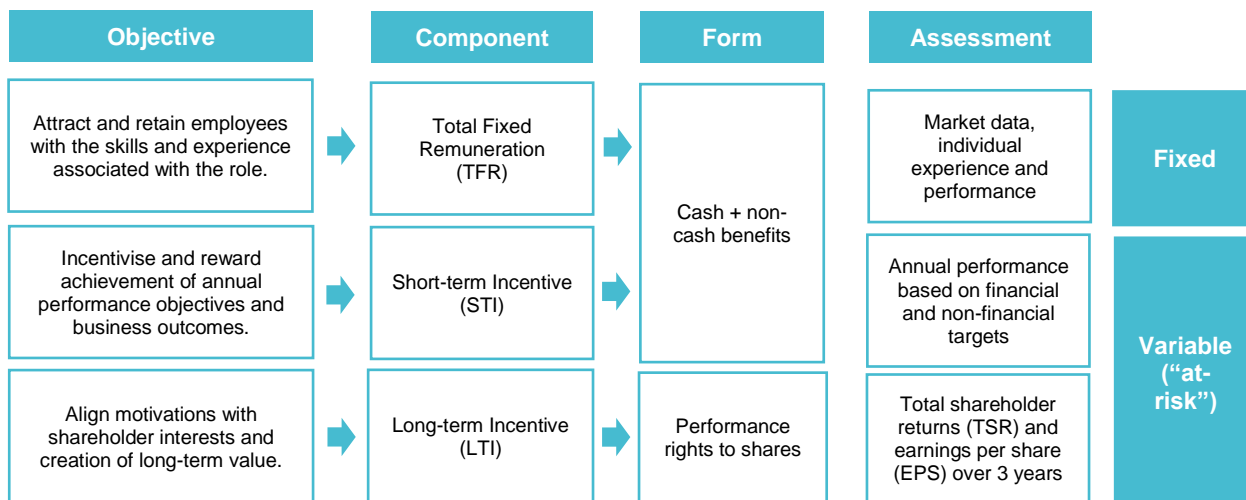 Objective
Component
Form
Assessment
Attract and retain employees
with the skills and experience
associated with the role.
Total Fixed
Remuneration
(TFR)
Cash + non-
cash benefits
Market data,
individual
experience and
performance
Fixed
Incentivise and reward
achievement of annual
performance objectives and
business outcomes.
Short-term Incentive
(STI)
Annual performance
based on financial
and non-financial
targets
Variable
(“at-
risk”)
Align motivations with
shareholder interests and
creation of long-term value.
Long-term Incentive
(LTI)
Performance
rights to shares
Total shareholder
returns (TSR) and
earnings per share
(EPS) over 3 years